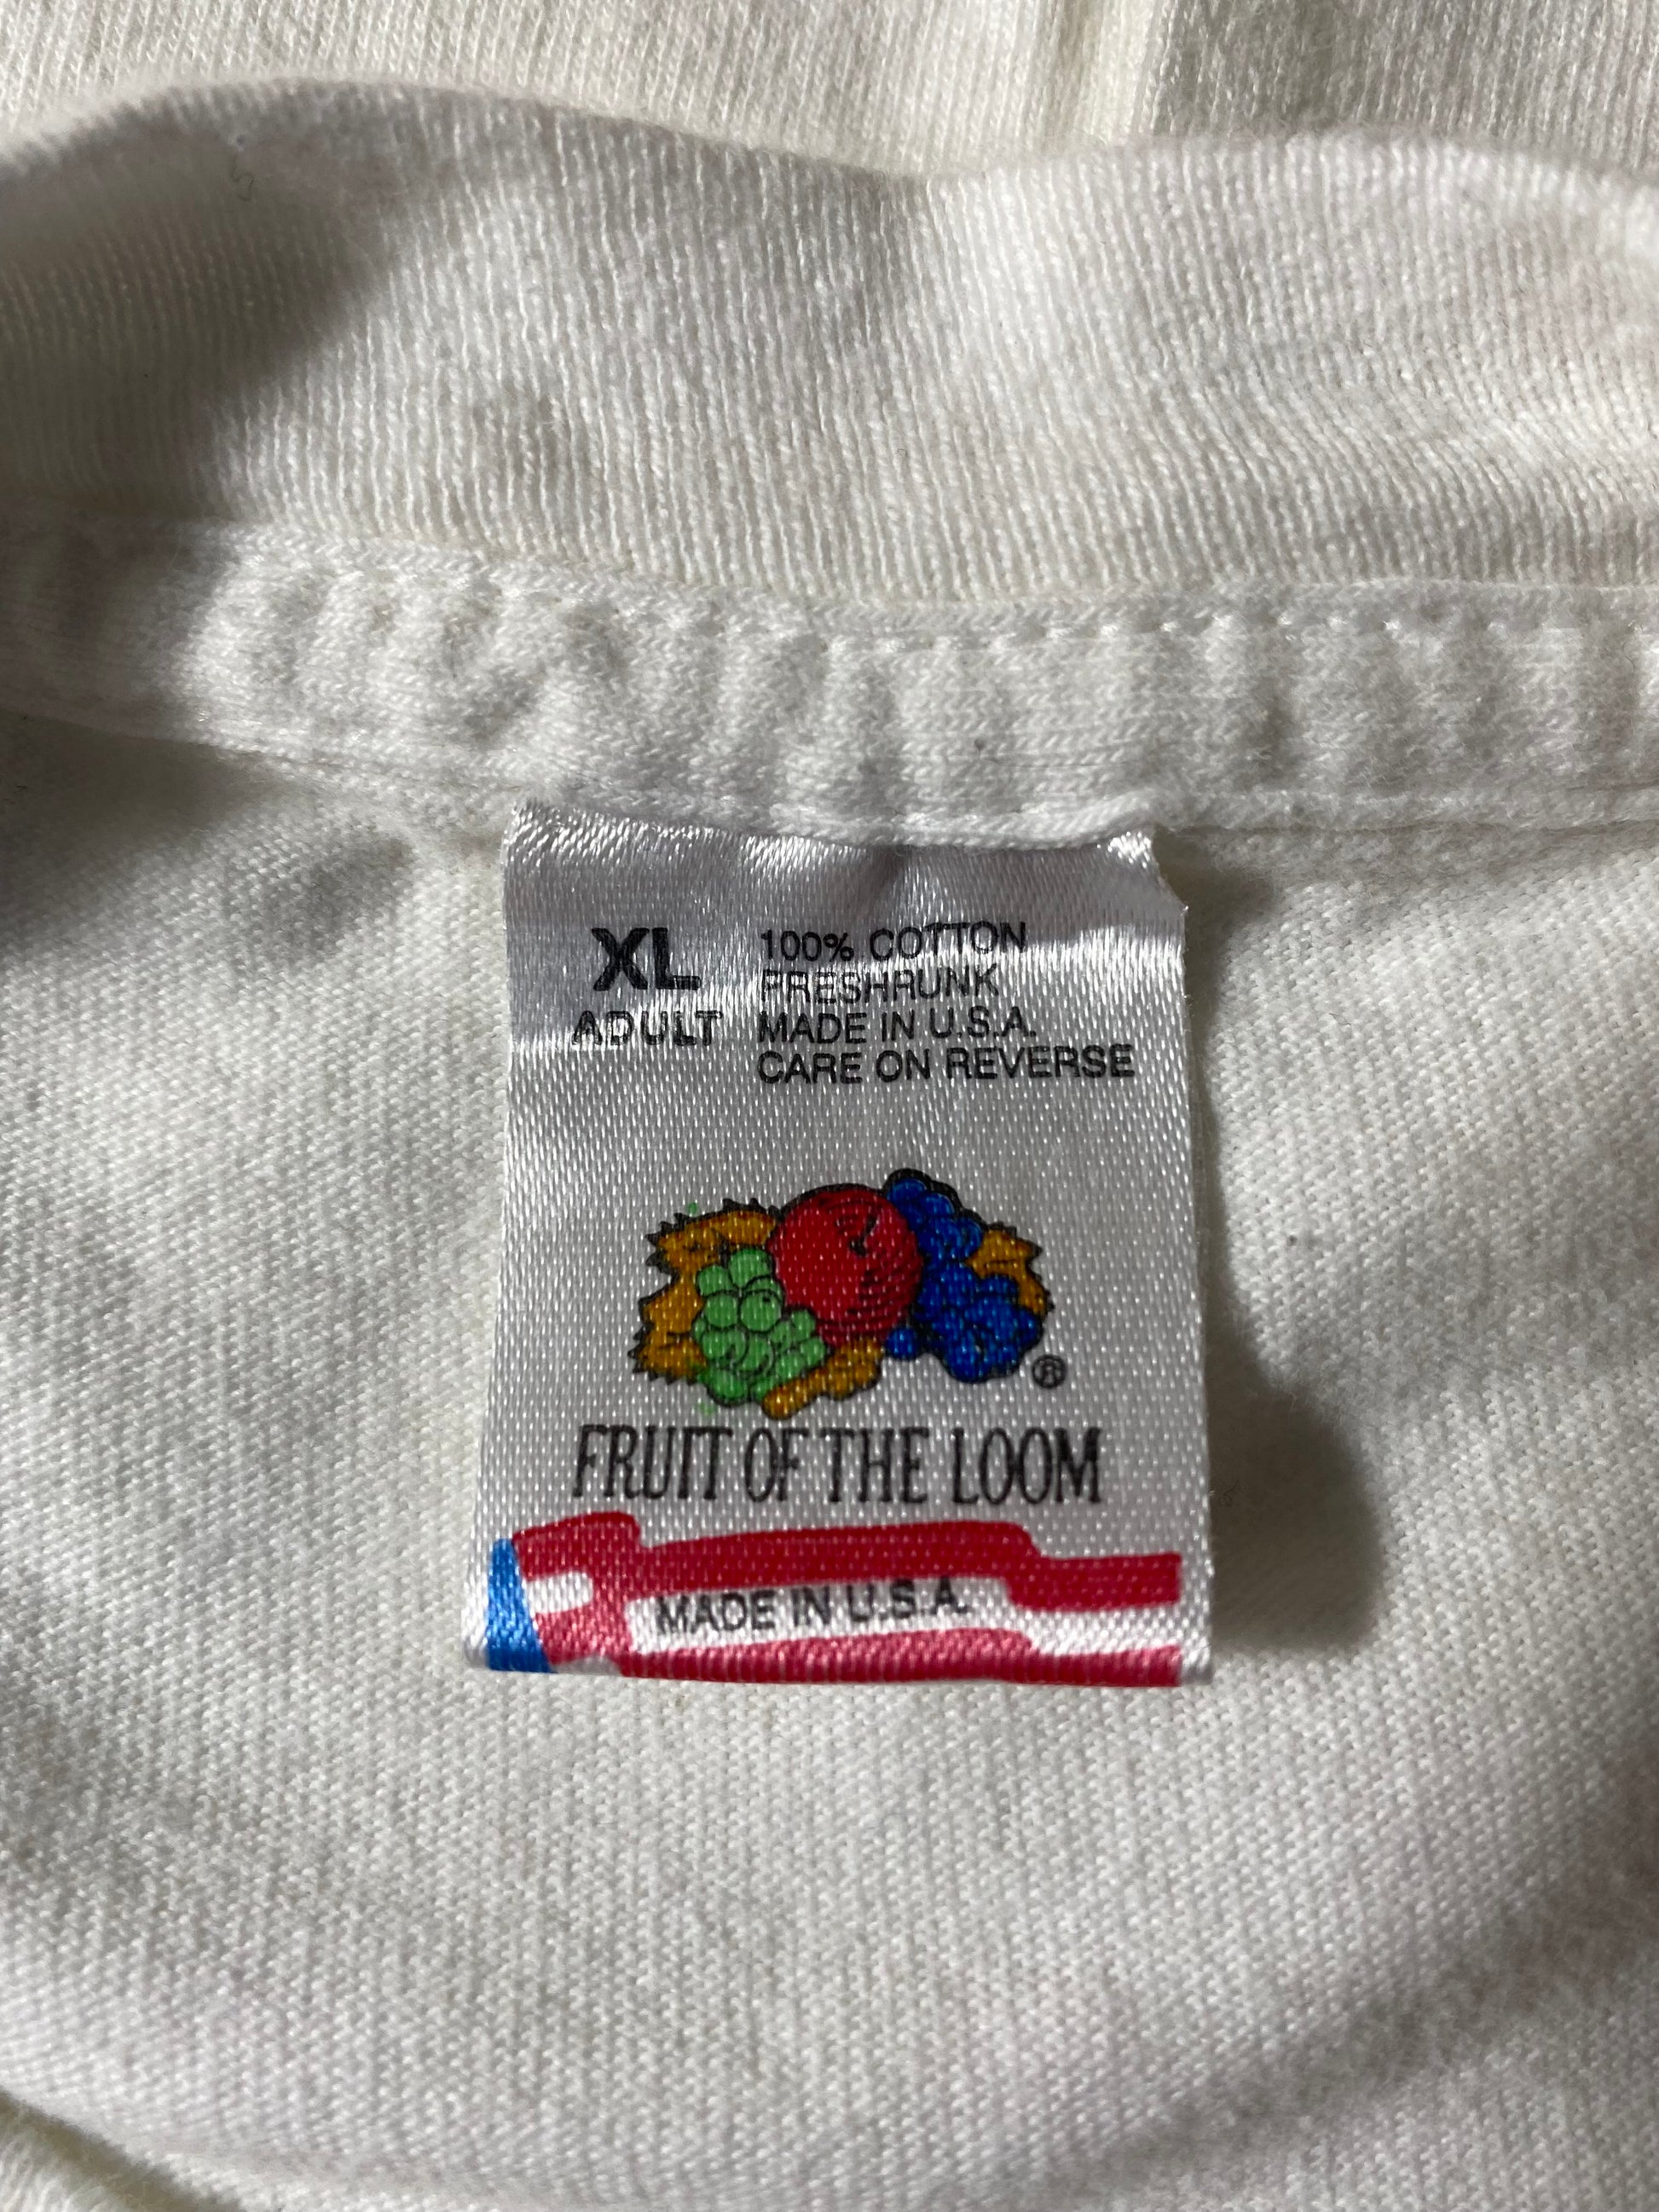 XL
ADULT
100% COTTON
PRESHRUNK
MADE IN U.S.A.
CARE ON REVERSE
®
FRUIT OF THE LOOM
MADE IN U.S.A.